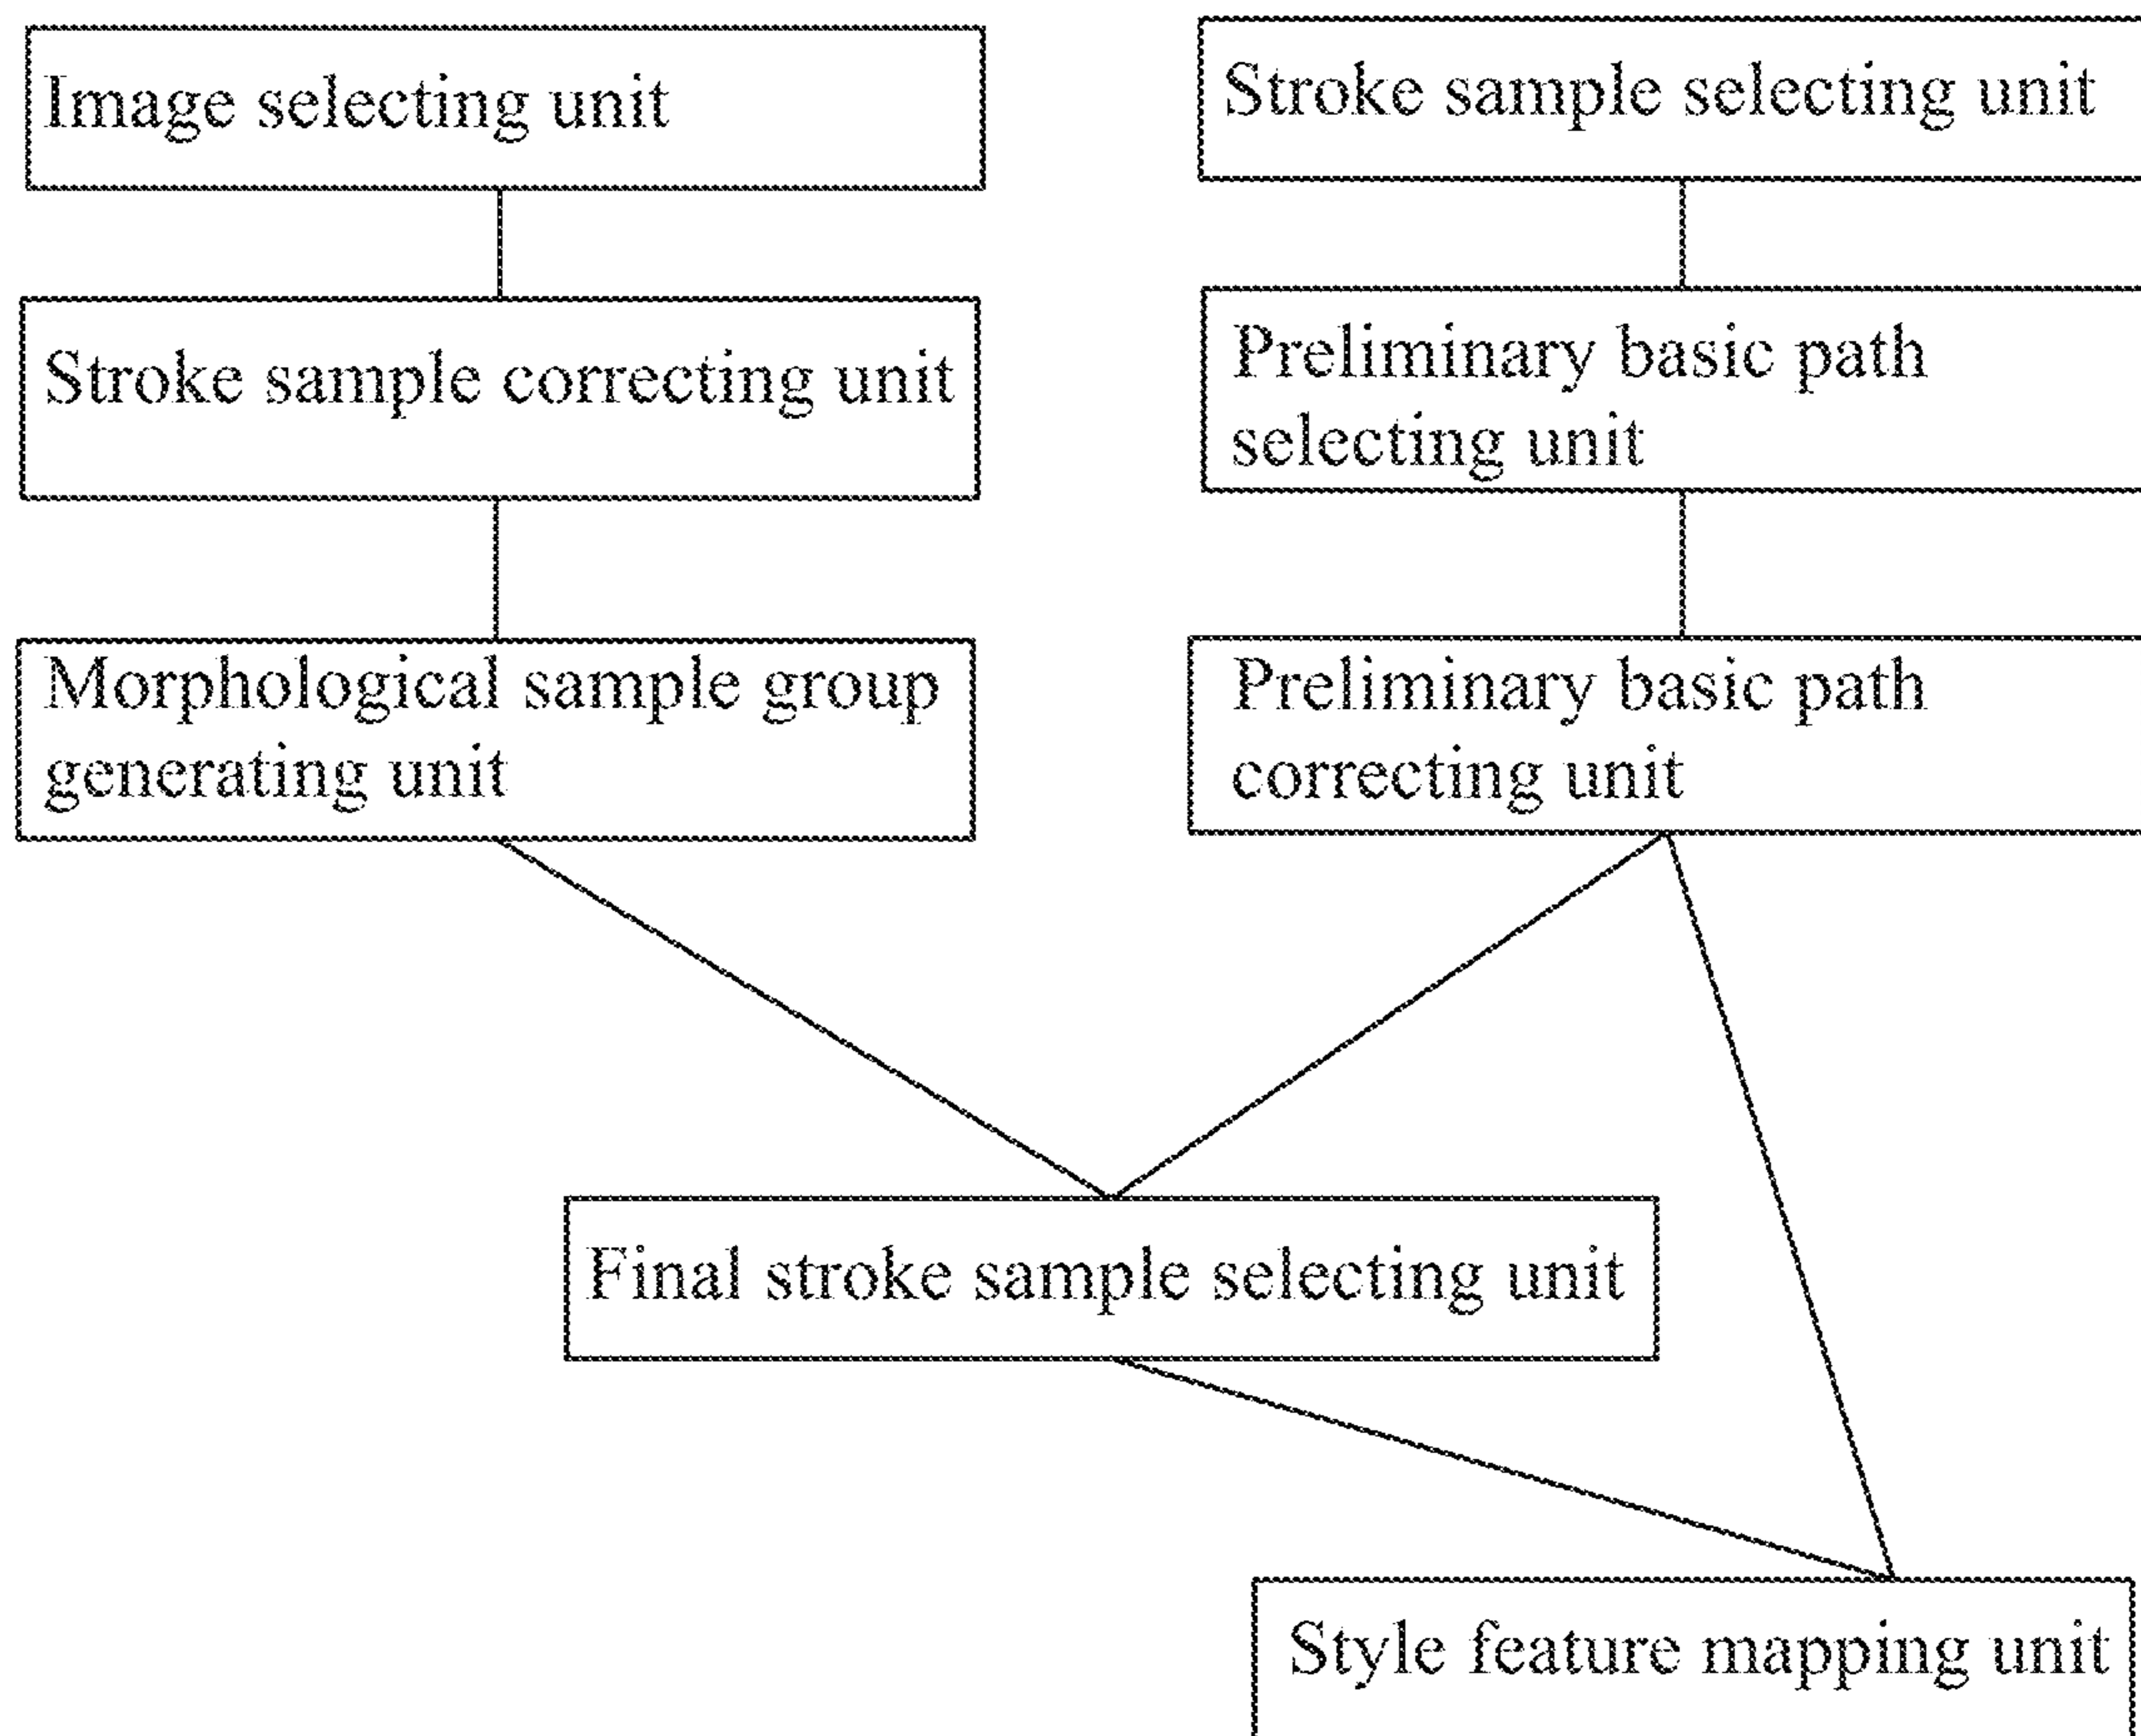 Image selecting unit
Stroke sample correcting unit
Morphological sample group
generating unit
Stroke sample selecting unit
Preliminary basic path
selecting unit
Preliminary basic path
correcting unit
Final stroke sample selecting unit
Style feature mapping unit